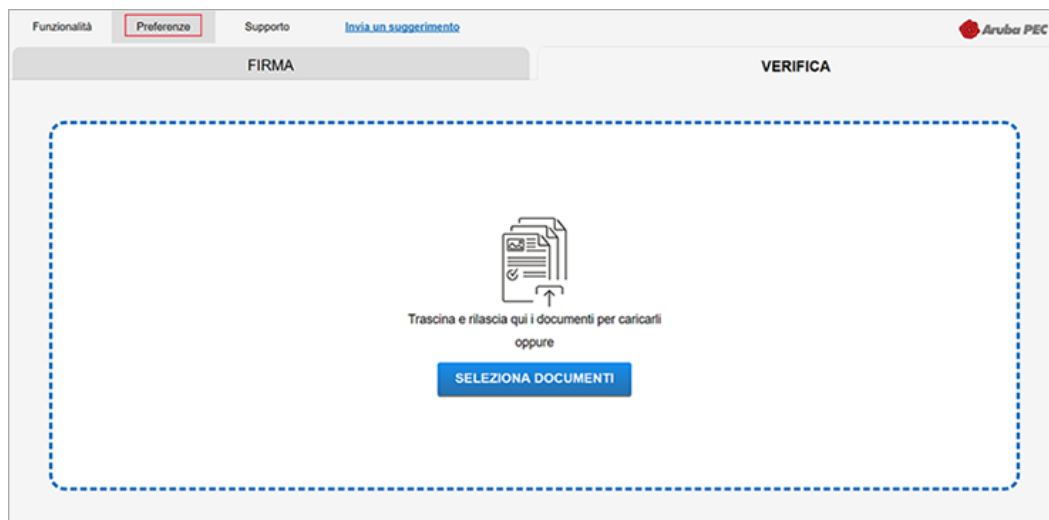 Funzionalità Preferenze Supporto Invia un suggerimento Aruba PEC
FIRMA VERIFICA
Trascina e rilascia qui i documenti per caricarli
oppure
SELEZIONA DOCUMENTI